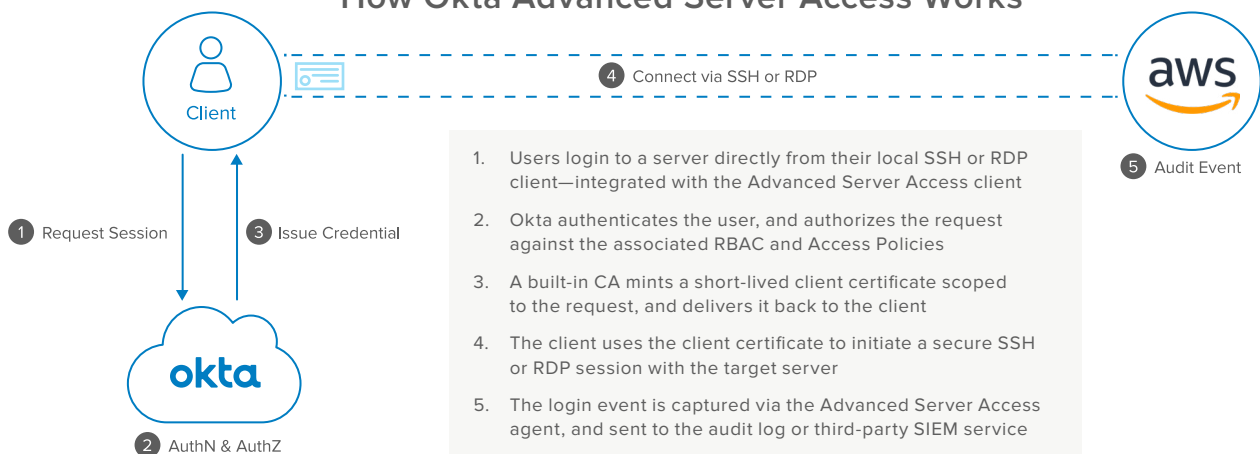 How Okta Advanced Server Access Works
4 Connect via SSH or RDP
aws
Client
5 Audit Event
1 Request Session
3 Issue Credential
okta
2 AuthN & AuthZ
1. Users login to a server directly from their local SSH or RDP
client—integrated with the Advanced Server Access client
2. Okta authenticates the user, and authorizes the request
against the associated RBAC and Access Policies
3. A built-in CA mints a short-lived client certificate scoped
to the request, and delivers it back to the client
4. The client uses the client certificate to initiate a secure SSH
or RDP session with the target server
5. The login event is captured via the Advanced Server Access
agent, and sent to the audit log or third-party SIEM service